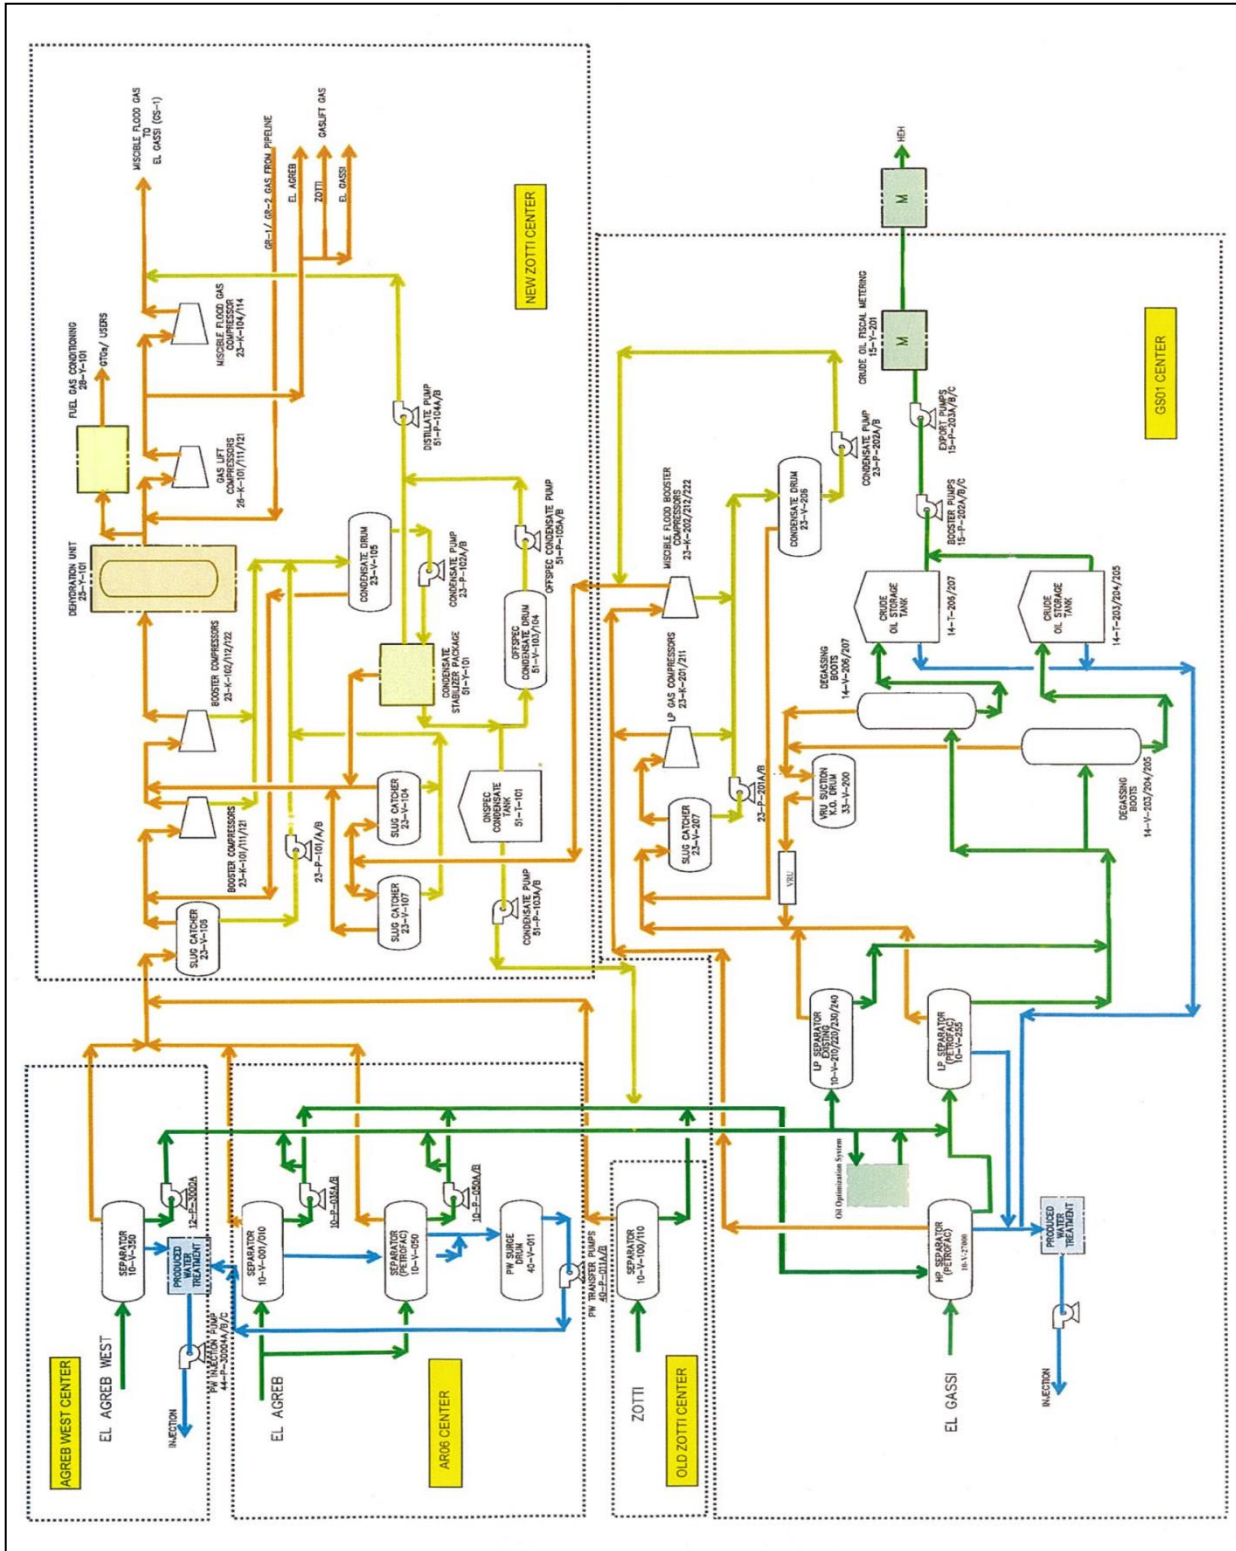 AGREB WEST CENTER
EL AGREB WEST
SEPARATOR
10-V-350
12-P-3000A
PRODUCED
WATER
TREATMENT
PW INJECTION PUMP
44-P-30004A/B/C
INJECTION
AR06 CENTER
EL AGREB
SEPARATOR
10-V-001/010
10-P-035A/B
SEPARATOR
(PETROFAC)
10-V-050
10-P-050A/B
PW SURGE
DRUM
40-V-011
PW TRANSFER PUMPS
40-P-011A/B
OLD ZOTTI CENTER
ZOTTI
SEPARATOR
10-V-100/110
NEW ZOTTI CENTER
SLUG CATCHER
23-V-106
BOOSTER COMPRESSORS
23-K-101/111/121
BOOSTER COMPRESSORS
23-K-102/112/122
DEHYDRATION UNIT
25-Y-101
FUEL GAS CONDITIONING
28-Y-101
GTGs/ USERS
GAS LIFT
COMPRESSORS
26-K-101/111/121
MISCIBLE FLOOD GAS
COMPRESSOR
23-K-104/114
MISCIBLE FLOOD GAS
TO
EL GASSI (GS-1)
GR-1/ GR-2 GAS FROM PIPELINE
EL AGREB
ZOTTI
GASLIFT GAS
EL GASSI
23-P-101/A/B
CONDENSATE DRUM
23-V-105
CONDENSATE PUMP
23-P-102A/B
SLUG CATCHER
23-V-104
SLUG CATCHER
23-V-107
CONDENSATE
STABILIZER PACKAGE
51-Y-101
DISTILLATE PUMP
51-P-104A/B
OFFSPEC CONDENSATE PUMP
51-P-105A/B
OFFSPEC
CONDENSATE DRUM
51-V-103/104
ONSPEC
CONDENSATE
TANK
51-T-101
CONDENSATE PUMP
51-P-103A/B
GS01 CENTER
EL GASSI
HP SEPARATOR
(PETROFAC)
10-V-27000
PRODUCED
WATER
TREATMENT
INJECTION
Oil Optimization System
LP SEPARATOR
EXISTING
10-V-210/220/230/240
LP SEPARATOR
(PETROFAC)
10-V-255
SLUG CATCHER
23-V-207
23-P-201A/B
LP GAS COMPRESSORS
23-K-201/211
MISCIBLE FLOOD BOOSTER
COMPRESSORS
23-K-202/212/222
CONDENSATE DRUM
23-V-206
CONDENSATE PUMP
23-P-202A/B
VRU
VRU SUCTION
K.O. DRUM
33-V-200
DEGASSING
BOOTS
14-V-206/207
DEGASSING
BOOTS
14-V-203/204/205
CRUDE
OIL STORAGE
TANK
14-T-206/207
CRUDE
OIL STORAGE
TANK
14-T-203/204/205
BOOSTER PUMPS
15-P-202A/B/C
EXPORT PUMPS
15-P-203A/B/C
CRUDE OIL FISCAL METERING
15-Y-201
M
M
HEH